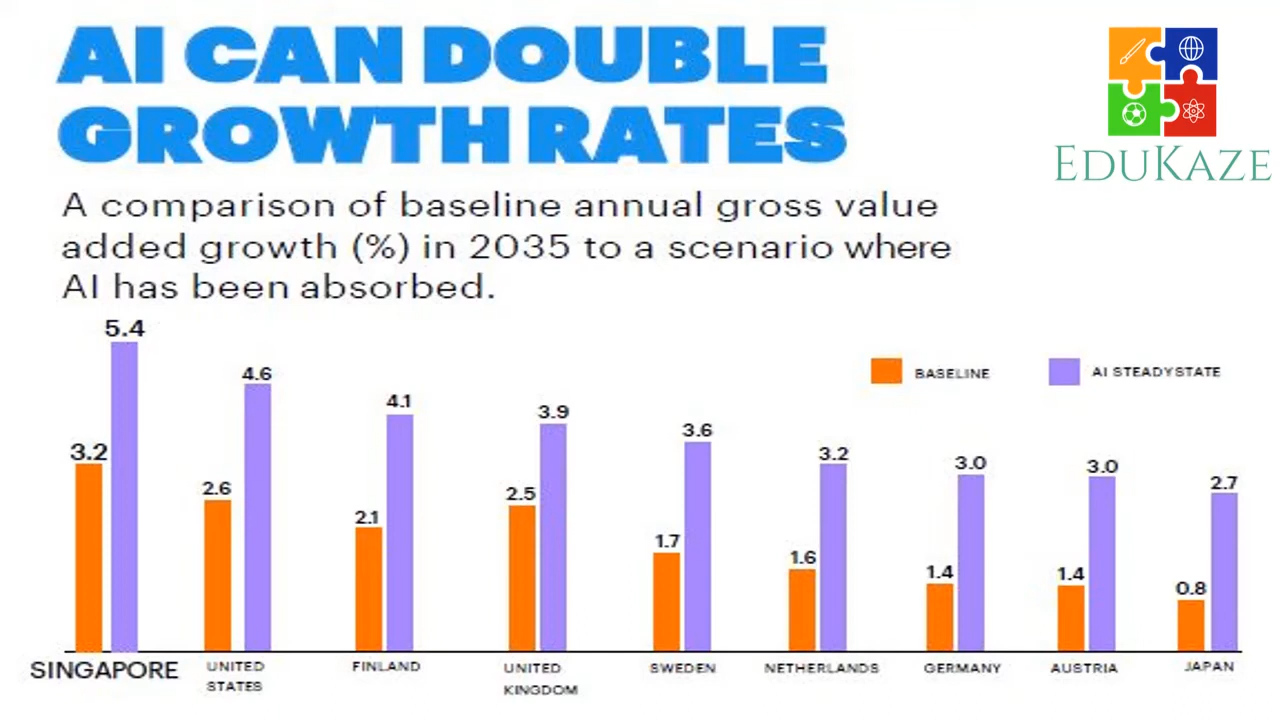 AI CAN DOUBLE
GROWTH RATES
EDUKAZE
A comparison of baseline annual gross value
added growth (%) in 2035 to a scenario where
AI has been absorbed.
BASELINE
AI STEADYSTATE
5.4
4.6
4.1
3.9
3.6
3.2
3.0
3.0
2.7
3.2
2.6
2.1
2.5
1.7
1.6
1.4
1.4
0.8
SINGAPORE
UNITED
STATES
FINLAND
UNITED
KINGDOM
SWEDEN
NETHERLANDS
GERMANY
AUSTRIA
JAPAN